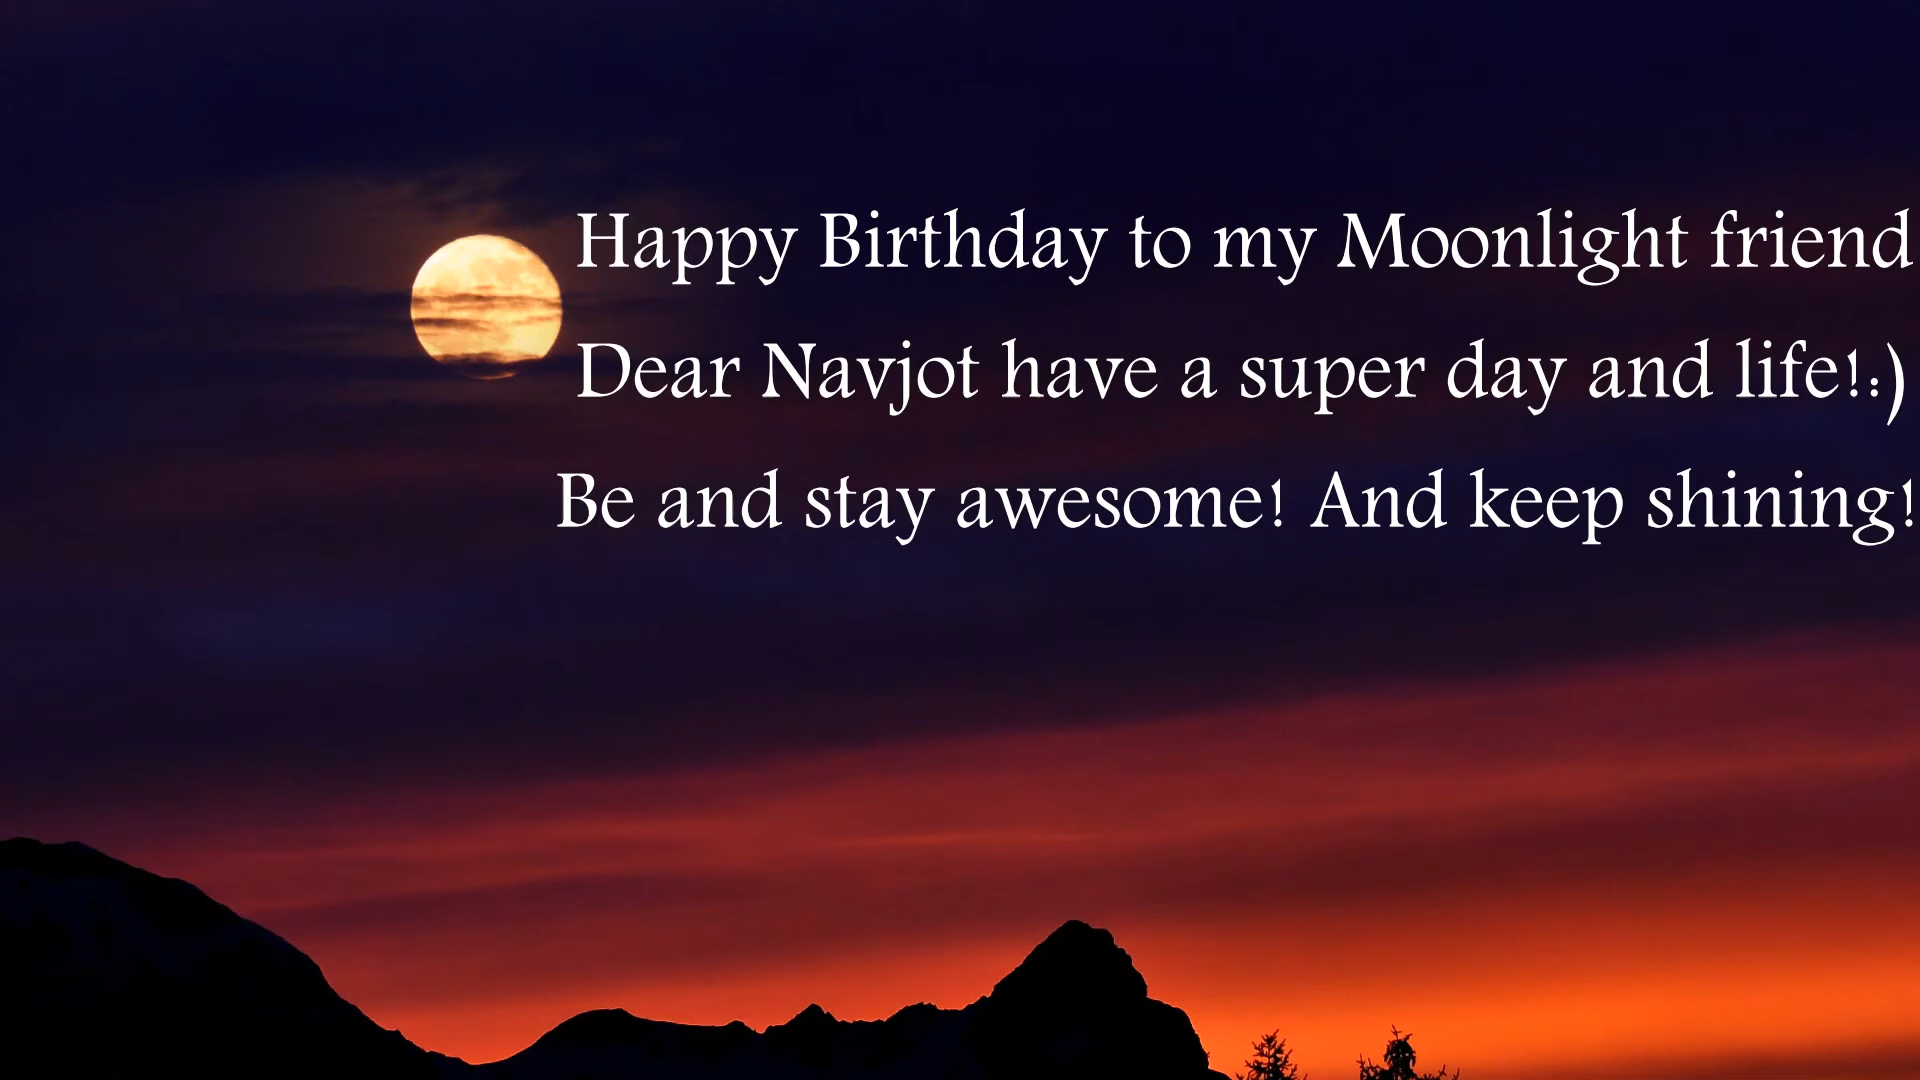 Happy Birthday to my Moonlight friend
Dear Navjot have a super day and life!:)
Be and stay awesome! And keep shining!